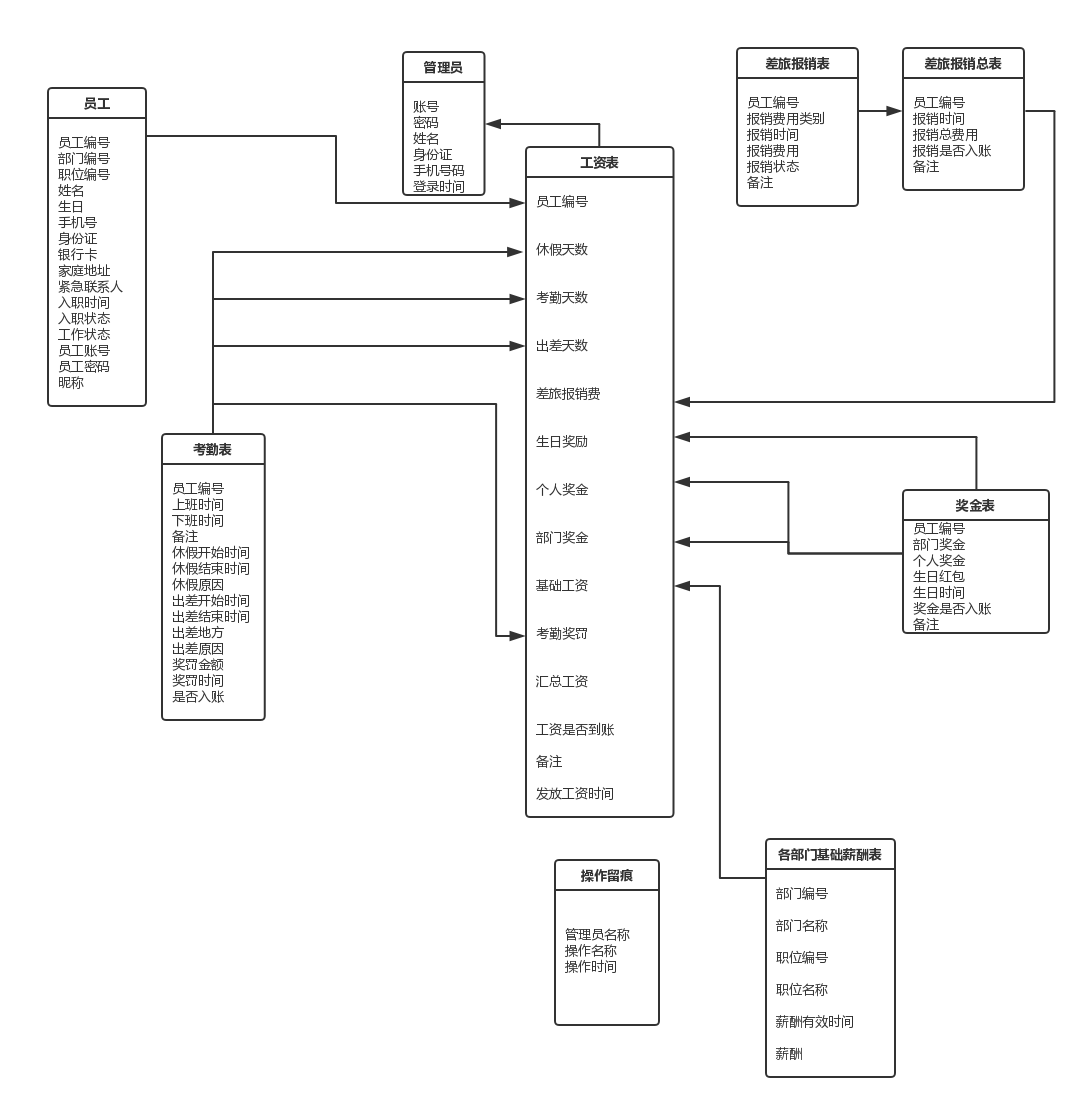 员工
员工编号
部门编号
职位编号
姓名
生日
手机号
身份证
银行卡
家庭地址
紧急联系人
入职时间
入职状态
工作状态
员工账号
员工密码
昵称
管理员
账号
密码
姓名
身份证
手机号码
登录时间
差旅报销表
员工编号
报销费用类别
报销时间
报销费用
报销状态
备注
差旅报销总表
员工编号
报销时间
报销总费用
报销是否入账
备注
工资表
员工编号
休假天数
考勤天数
出差天数
差旅报销费
生日奖励
个人奖金
部门奖金
基础工资
考勤奖罚
汇总工资
工资是否到账
备注
发放工资时间
考勤表
员工编号
上班时间
下班时间
备注
休假开始时间
休假结束时间
休假原因
出差开始时间
出差结束时间
出差地方
出差原因
奖罚金额
奖罚时间
是否入账
奖金表
员工编号
部门奖金
个人奖金
生日红包
生日时间
奖金是否入账
备注
操作留痕
管理员名称
操作名称
操作时间
各部门基础薪酬表
部门编号
部门名称
职位编号
职位名称
薪酬有效时间
薪酬